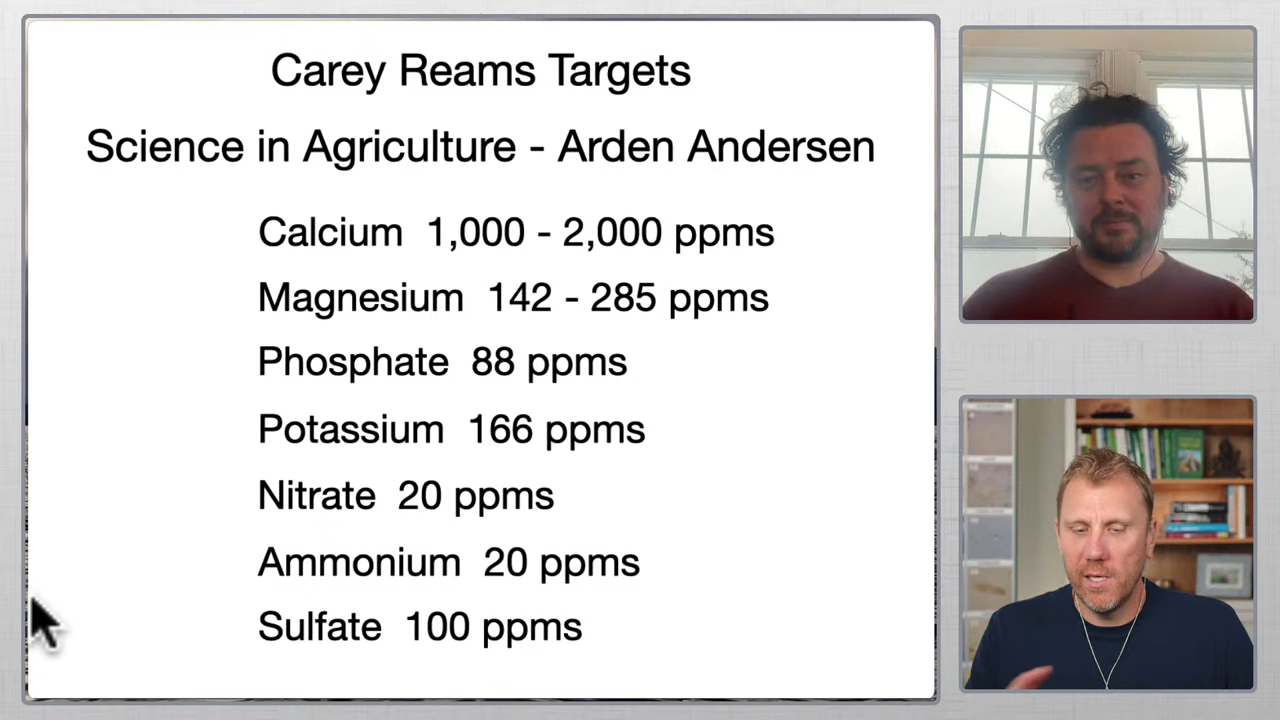 Carey Reams Targets
Science in Agriculture - Arden Andersen
Calcium 1,000 - 2,000 ppms
Magnesium 142 - 285 ppms
Phosphate 88 ppms
Potassium 166 ppms
Nitrate 20 ppms
Ammonium 20 ppms
Sulfate 100 ppms